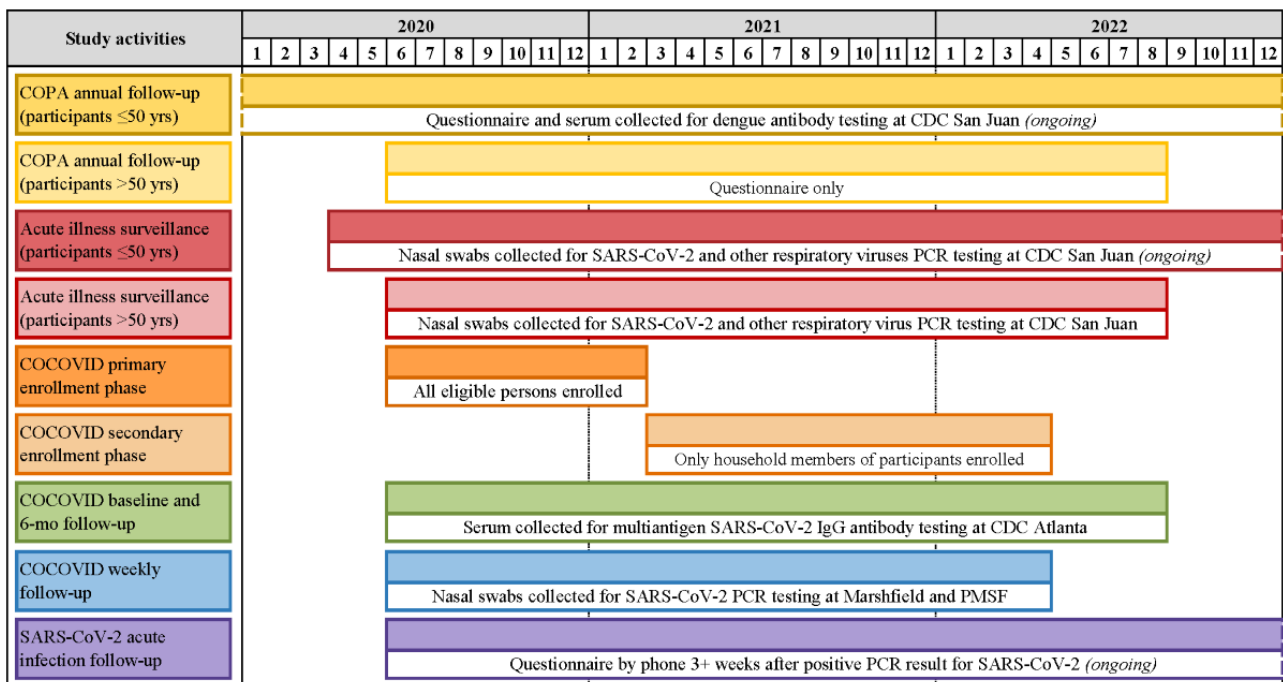 Study activities
2020 2021 2022
1 2 3 4 5 6 7 8 9 10 11 12 1 2 3 4 5 6 7 8 9 10 11 12 1 2 3 4 5 6 7 8 9 10 11 12
COPA annual follow-up
(participants ≤50 yrs)
Questionnaire and serum collected for dengue antibody testing at CDC San Juan (ongoing)
COPA annual follow-up
(participants >50 yrs)
Questionnaire only
Acute illness surveillance
(participants ≤50 yrs)
Nasal swabs collected for SARS-CoV-2 and other respiratory viruses PCR testing at CDC San Juan (ongoing)
Acute illness surveillance
(participants >50 yrs)
Nasal swabs collected for SARS-CoV-2 and other respiratory virus PCR testing at CDC San Juan
COCOVID primary
enrollment phase
All eligible persons enrolled
COCOVID secondary
enrollment phase
Only household members of participants enrolled
COCOVID baseline and
6-mo follow-up
Serum collected for multiantigen SARS-CoV-2 IgG antibody testing at CDC Atlanta
COCOVID weekly
follow-up
Nasal swabs collected for SARS-CoV-2 PCR testing at Marshfield and PMSF
SARS-CoV-2 acute
infection follow-up
Questionnaire by phone 3+ weeks after positive PCR result for SARS-CoV-2 (ongoing)